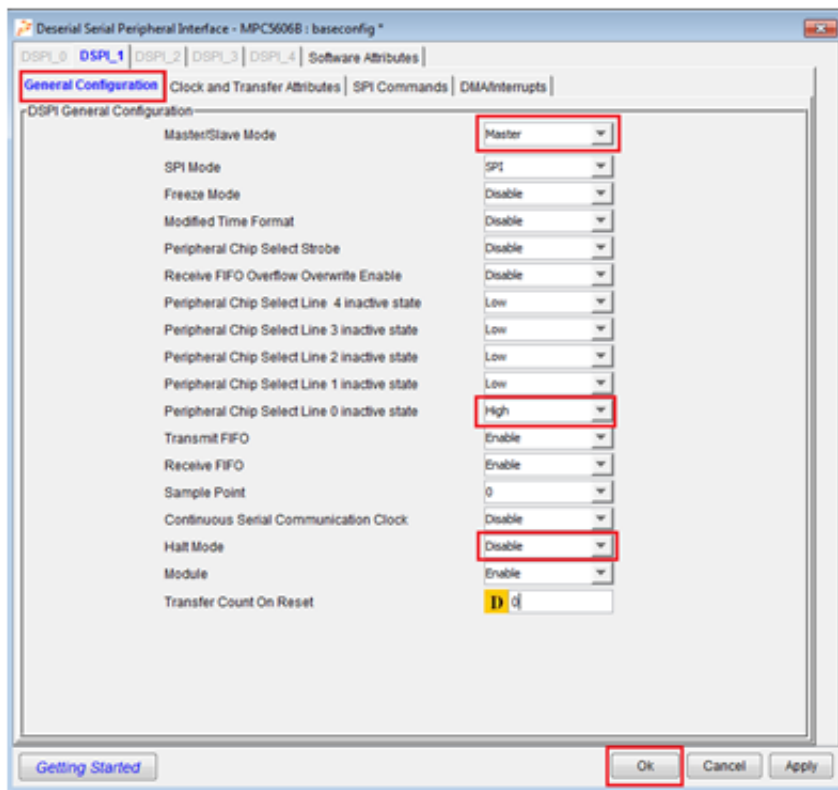 Deserial Serial Peripheral Interface - MPC5606B : baseconfig *
DSPI_0 DSPI_1 DSPI_2 DSPI_3 DSPI_4 Software Attributes
General Configuration Clock and Transfer Attributes SPI Commands DMA/Interrupts
DSPI General Configuration
Master/Slave Mode Master
SPI Mode SPI
Freeze Mode Disable
Modified Time Format Disable
Peripheral Chip Select Strobe Disable
Receive FIFO Overflow Overwrite Enable Disable
Peripheral Chip Select Line 4 inactive state Low
Peripheral Chip Select Line 3 inactive state Low
Peripheral Chip Select Line 2 inactive state Low
Peripheral Chip Select Line 1 inactive state Low
Peripheral Chip Select Line 0 inactive state High
Transmit FIFO Enable
Receive FIFO Enable
Sample Point 0
Continuous Serial Communication Clock Disable
Halt Mode Disable
Module Enable
Transfer Count On Reset D 0
Getting Started Ok Cancel Apply